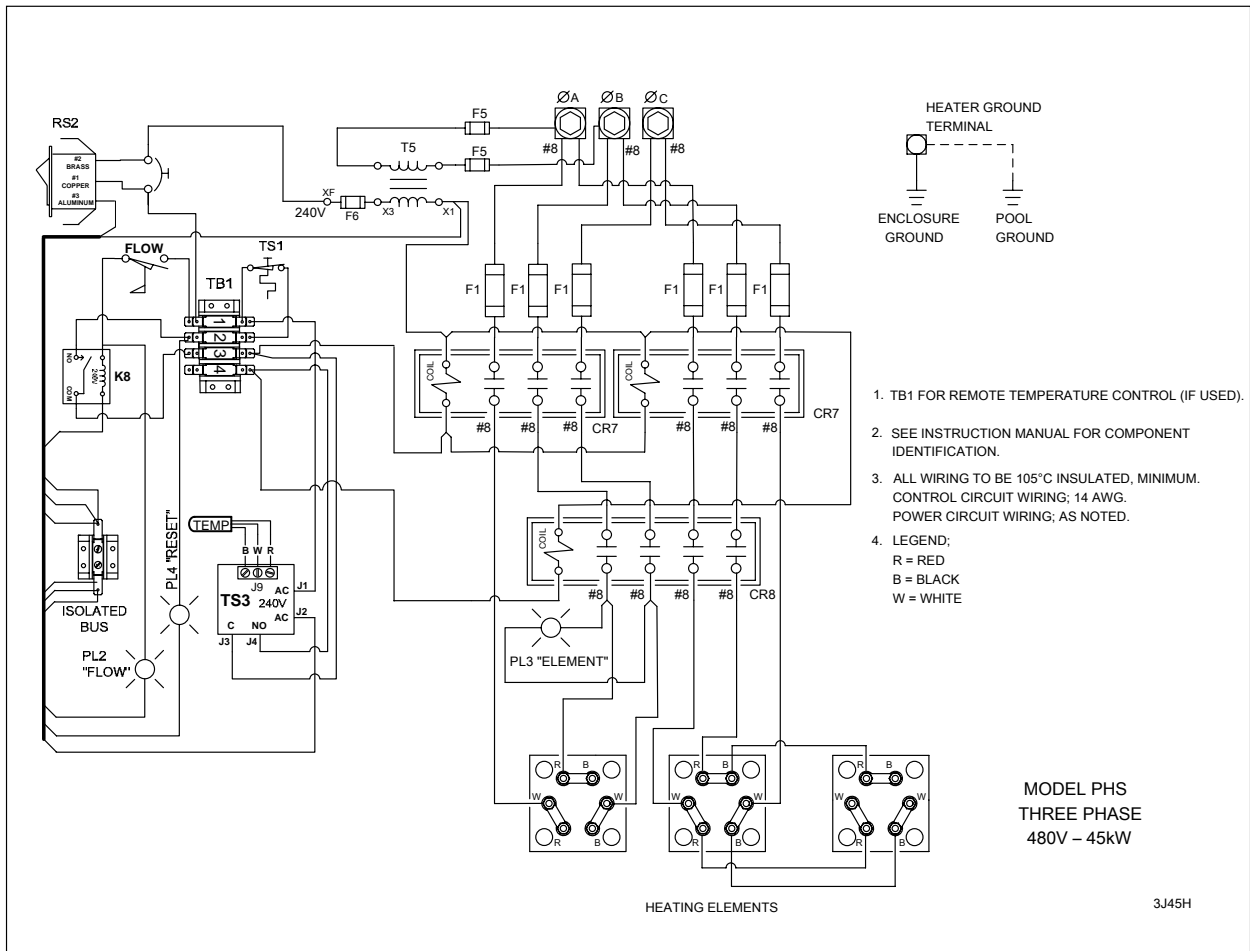 RS2
#2
BRASS
#1
COPPER
#3
ALUMINUM
F5
T5
F5
ØA
ØB
ØC
#8
#8
#8
HEATER GROUND
TERMINAL
ENCLOSURE
GROUND
POOL
GROUND
XF
240V
F6
X3
X1
FLOW
TS1
TB1
1
2
3
4
NO
COM
240V
K8
F1
F1
F1
F1
F1
F1
COIL
COIL
#8
#8
#8
CR7
#8
#8
#8
CR7
1. TB1 FOR REMOTE TEMPERATURE CONTROL (IF USED).
2. SEE INSTRUCTION MANUAL FOR COMPONENT
IDENTIFICATION.
3. ALL WIRING TO BE 105°C INSULATED, MINIMUM.
CONTROL CIRCUIT WIRING; 14 AWG.
POWER CIRCUIT WIRING; AS NOTED.
4. LEGEND;
R = RED
B = BLACK
W = WHITE
ISOLATED
BUS
PL4 "RESET"
PL2
"FLOW"
TEMP
B W R
J9
TS3
240V
AC
J1
AC
J2
C
NO
J3
J4
COIL
#8
#8
#8
#8
CR8
PL3 "ELEMENT"
R
B
W
W
R
B
R
B
W
W
R
B
R
B
W
W
R
B
HEATING ELEMENTS
MODEL PHS
THREE PHASE
480V – 45kW
3J45H